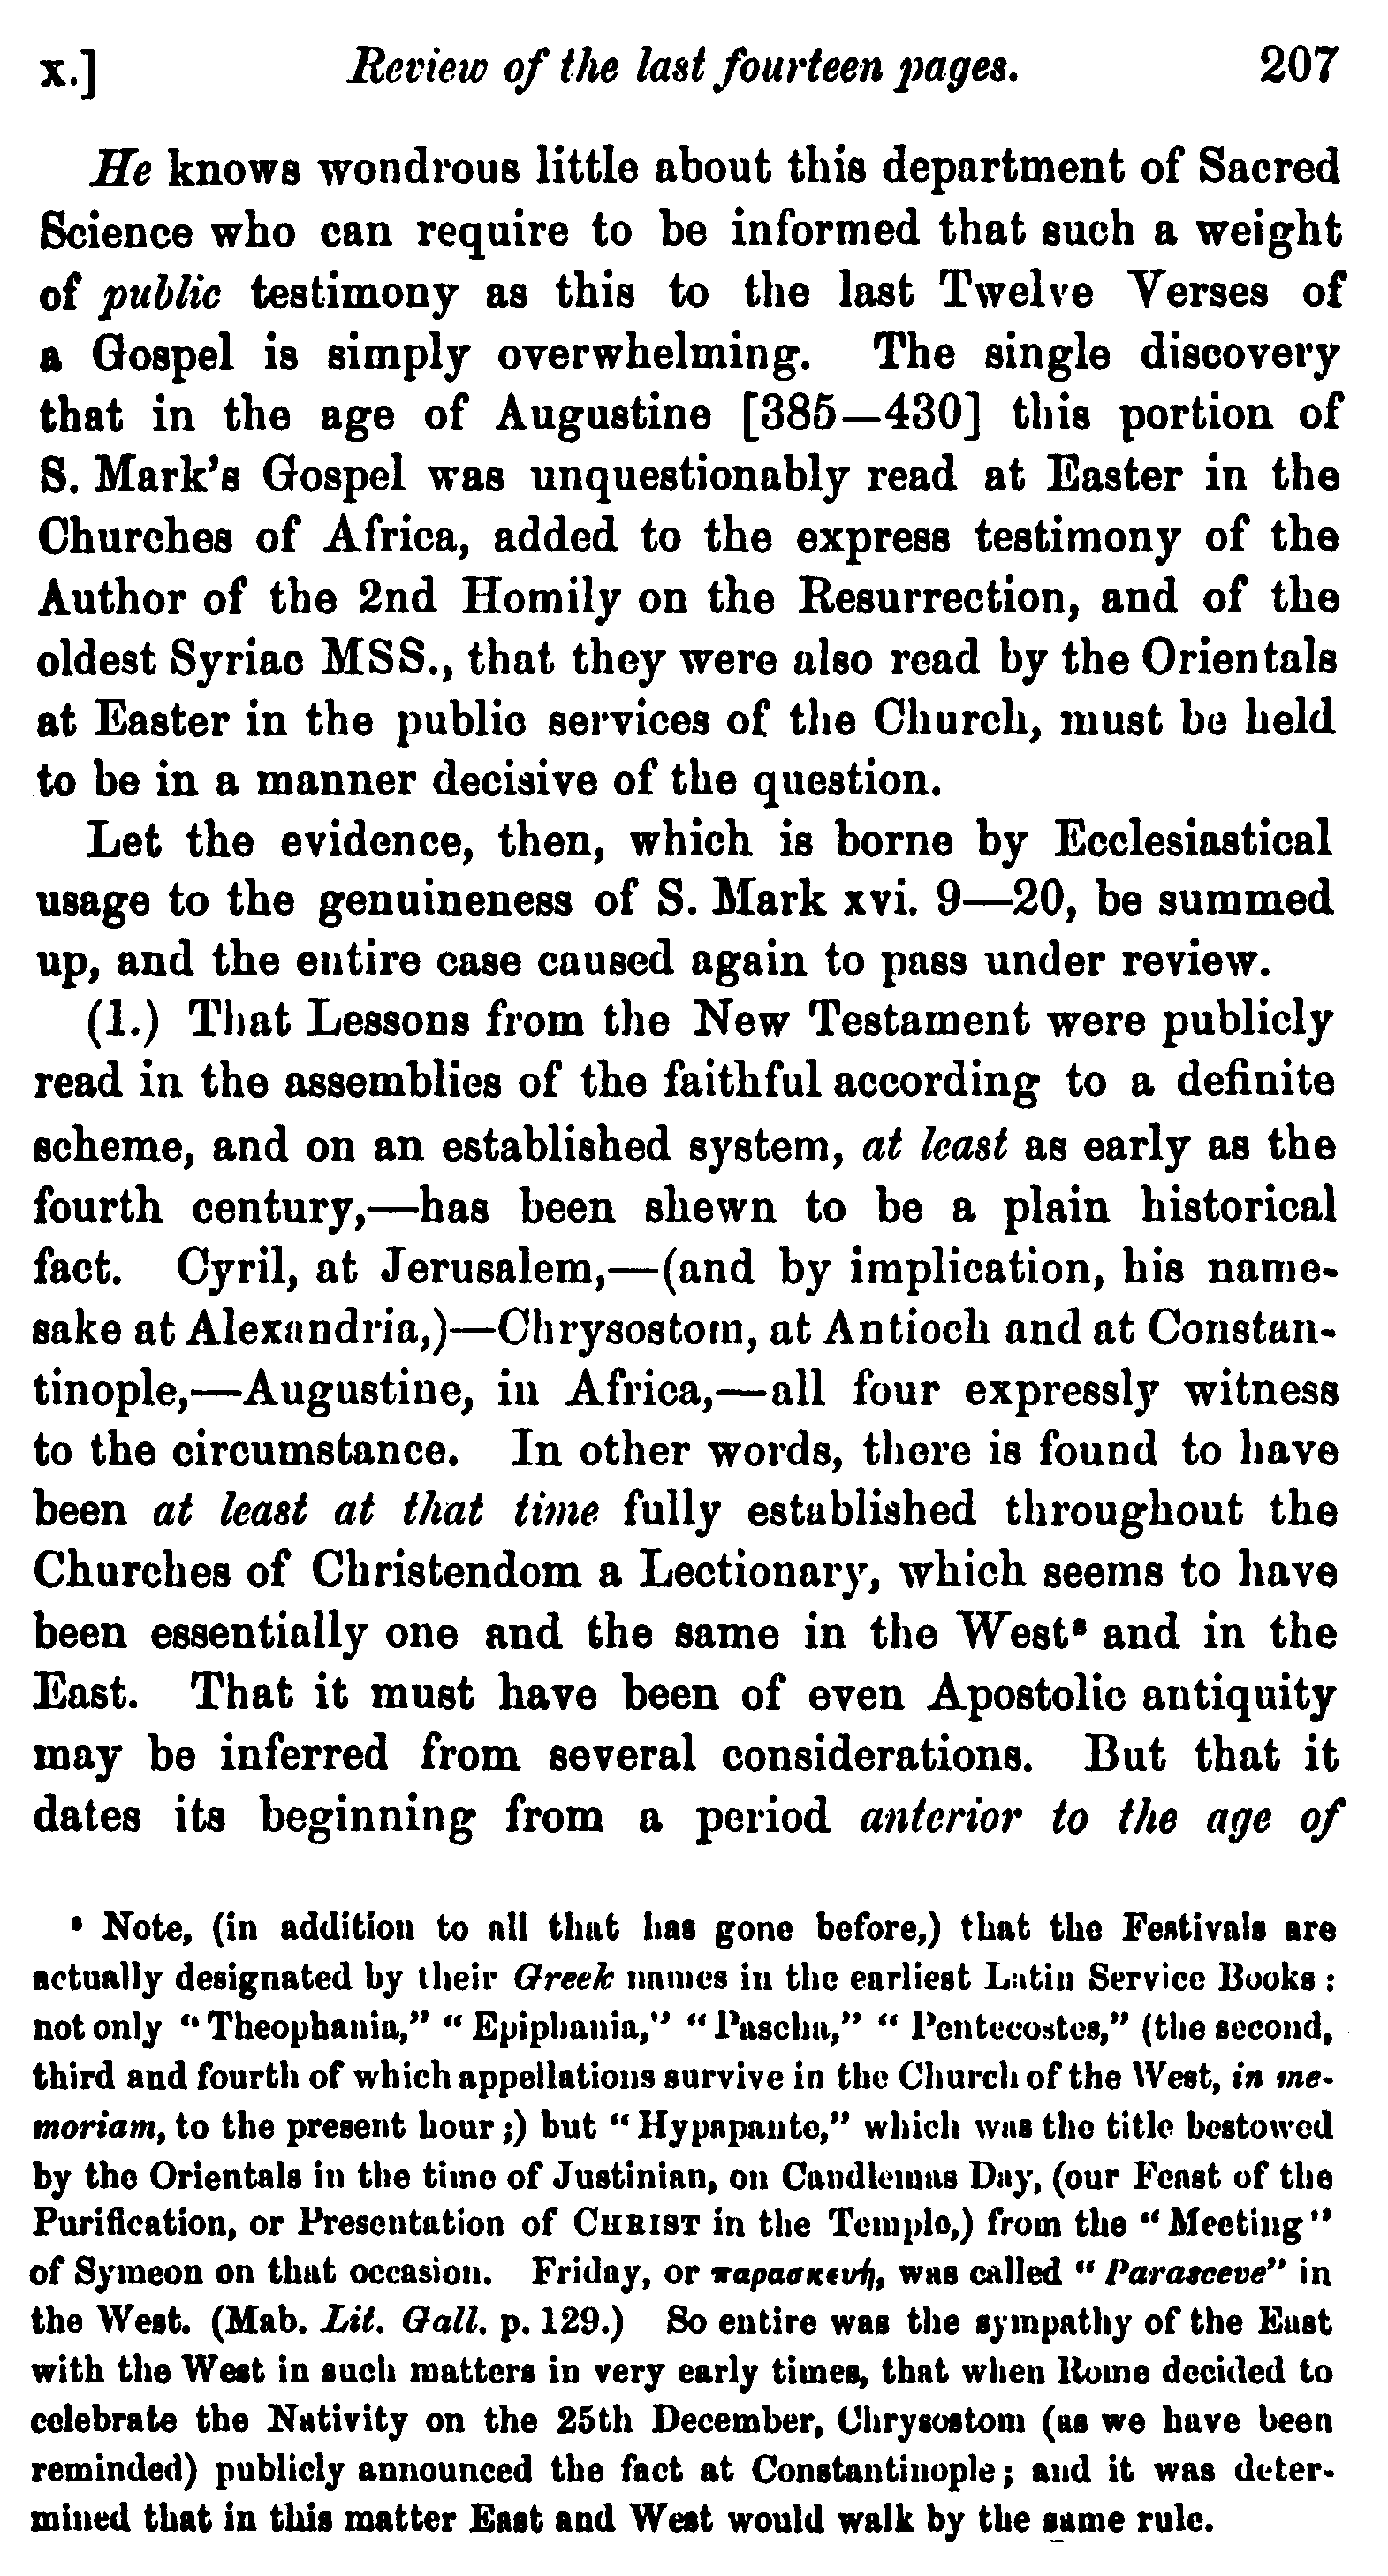 x.] Review of the last fourteen pages. 207
He knows wondrous little about this department of Sacred
Science who can require to be informed that such a weight
of public testimony as this to the last Twelve Verses of
a Gospel is simply overwhelming. The single discovery
that in the age of Augustine [385—430] this portion of
S. Mark's Gospel was unquestionably read at Easter in the
Churches of Africa, added to the express testimony of the
Author of the 2nd Homily on the Resurrection, and of the
oldest Syriac MSS., that they were also read by the Orientals
at Easter in the public services of the Church, must be held
to be in a manner decisive of the question.
Let the evidence, then, which is borne by Ecclesiastical
usage to the genuineness of S. Mark xvi. 9—20, be summed
up, and the entire case caused again to pass under review.
(1.) That Lessons from the New Testament were publicly
read in the assemblies of the faithful according to a definite
scheme, and on an established system, at least as early as the
fourth century,—has been shewn to be a plain historical
fact. Cyril, at Jerusalem,—(and by implication, his name-
sake at Alexandria,)—Chrysostom, at Antioch and at Constan-
tinople,—Augustine, in Africa,—all four expressly witness
to the circumstance. In other words, there is found to have
been at least at that time fully established throughout the
Churches of Christendom a Lectionary, which seems to have
been essentially one and the same in the West s and in the
East. That it must have been of even Apostolic antiquity
may be inferred from several considerations. But that it
dates its beginning from a period anterior to the age of
s Note, (in addition to all that has gone before,) that the Festivals are
actually designated by their Greek names in the earliest Latin Service Books :
not only "Theophania," "Epiphania," "Pascha," "Pentecostes," (the second,
third and fourth of which appellations survive in the Church of the West, in me-
moriam, to the present hour ;) but "Hypapante," which was the title bestowed
by the Orientals in the time of Justinian, on Candlemas Day, (our Feast of the
Purification, or Presentation of CHRIST in the Temple,) from the "Meeting"
of Symeon on that occasion. Friday, or παρασκευή, was called "Parasceve" in
the West. (Mab. Lit. Gall. p. 129.) So entire was the sympathy of the East
with the West in such matters in very early times, that when Rome decided to
celebrate the Nativity on the 25th December, Chrysostom (as we have been
reminded) publicly announced the fact at Constantinople ; and it was deter-
mined that in this matter East and West would walk by the same rule.